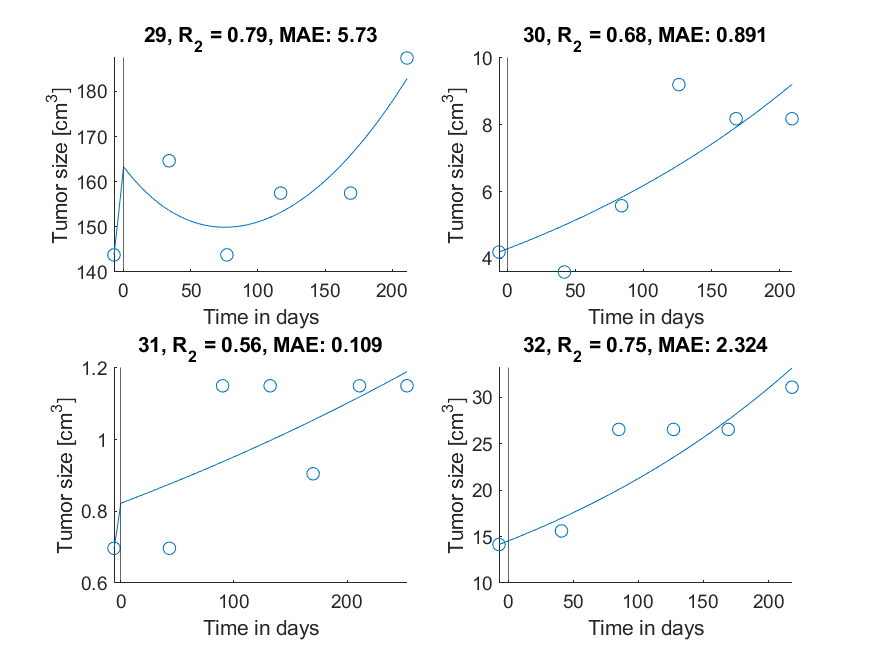 29, R2 = 0.79, MAE: 5.73
Tumor size [cm3]
180
170
160
150
140
0 50 100 150 200
Time in days
30, R2 = 0.68, MAE: 0.891
Tumor size [cm3]
10
8
6
4
0 50 100 150 200
Time in days
31, R2 = 0.56, MAE: 0.109
Tumor size [cm3]
1.2
1
0.8
0.6
0 100 200
Time in days
32, R2 = 0.75, MAE: 2.324
Tumor size [cm3]
30
25
20
15
10
0 50 100 150 200
Time in days